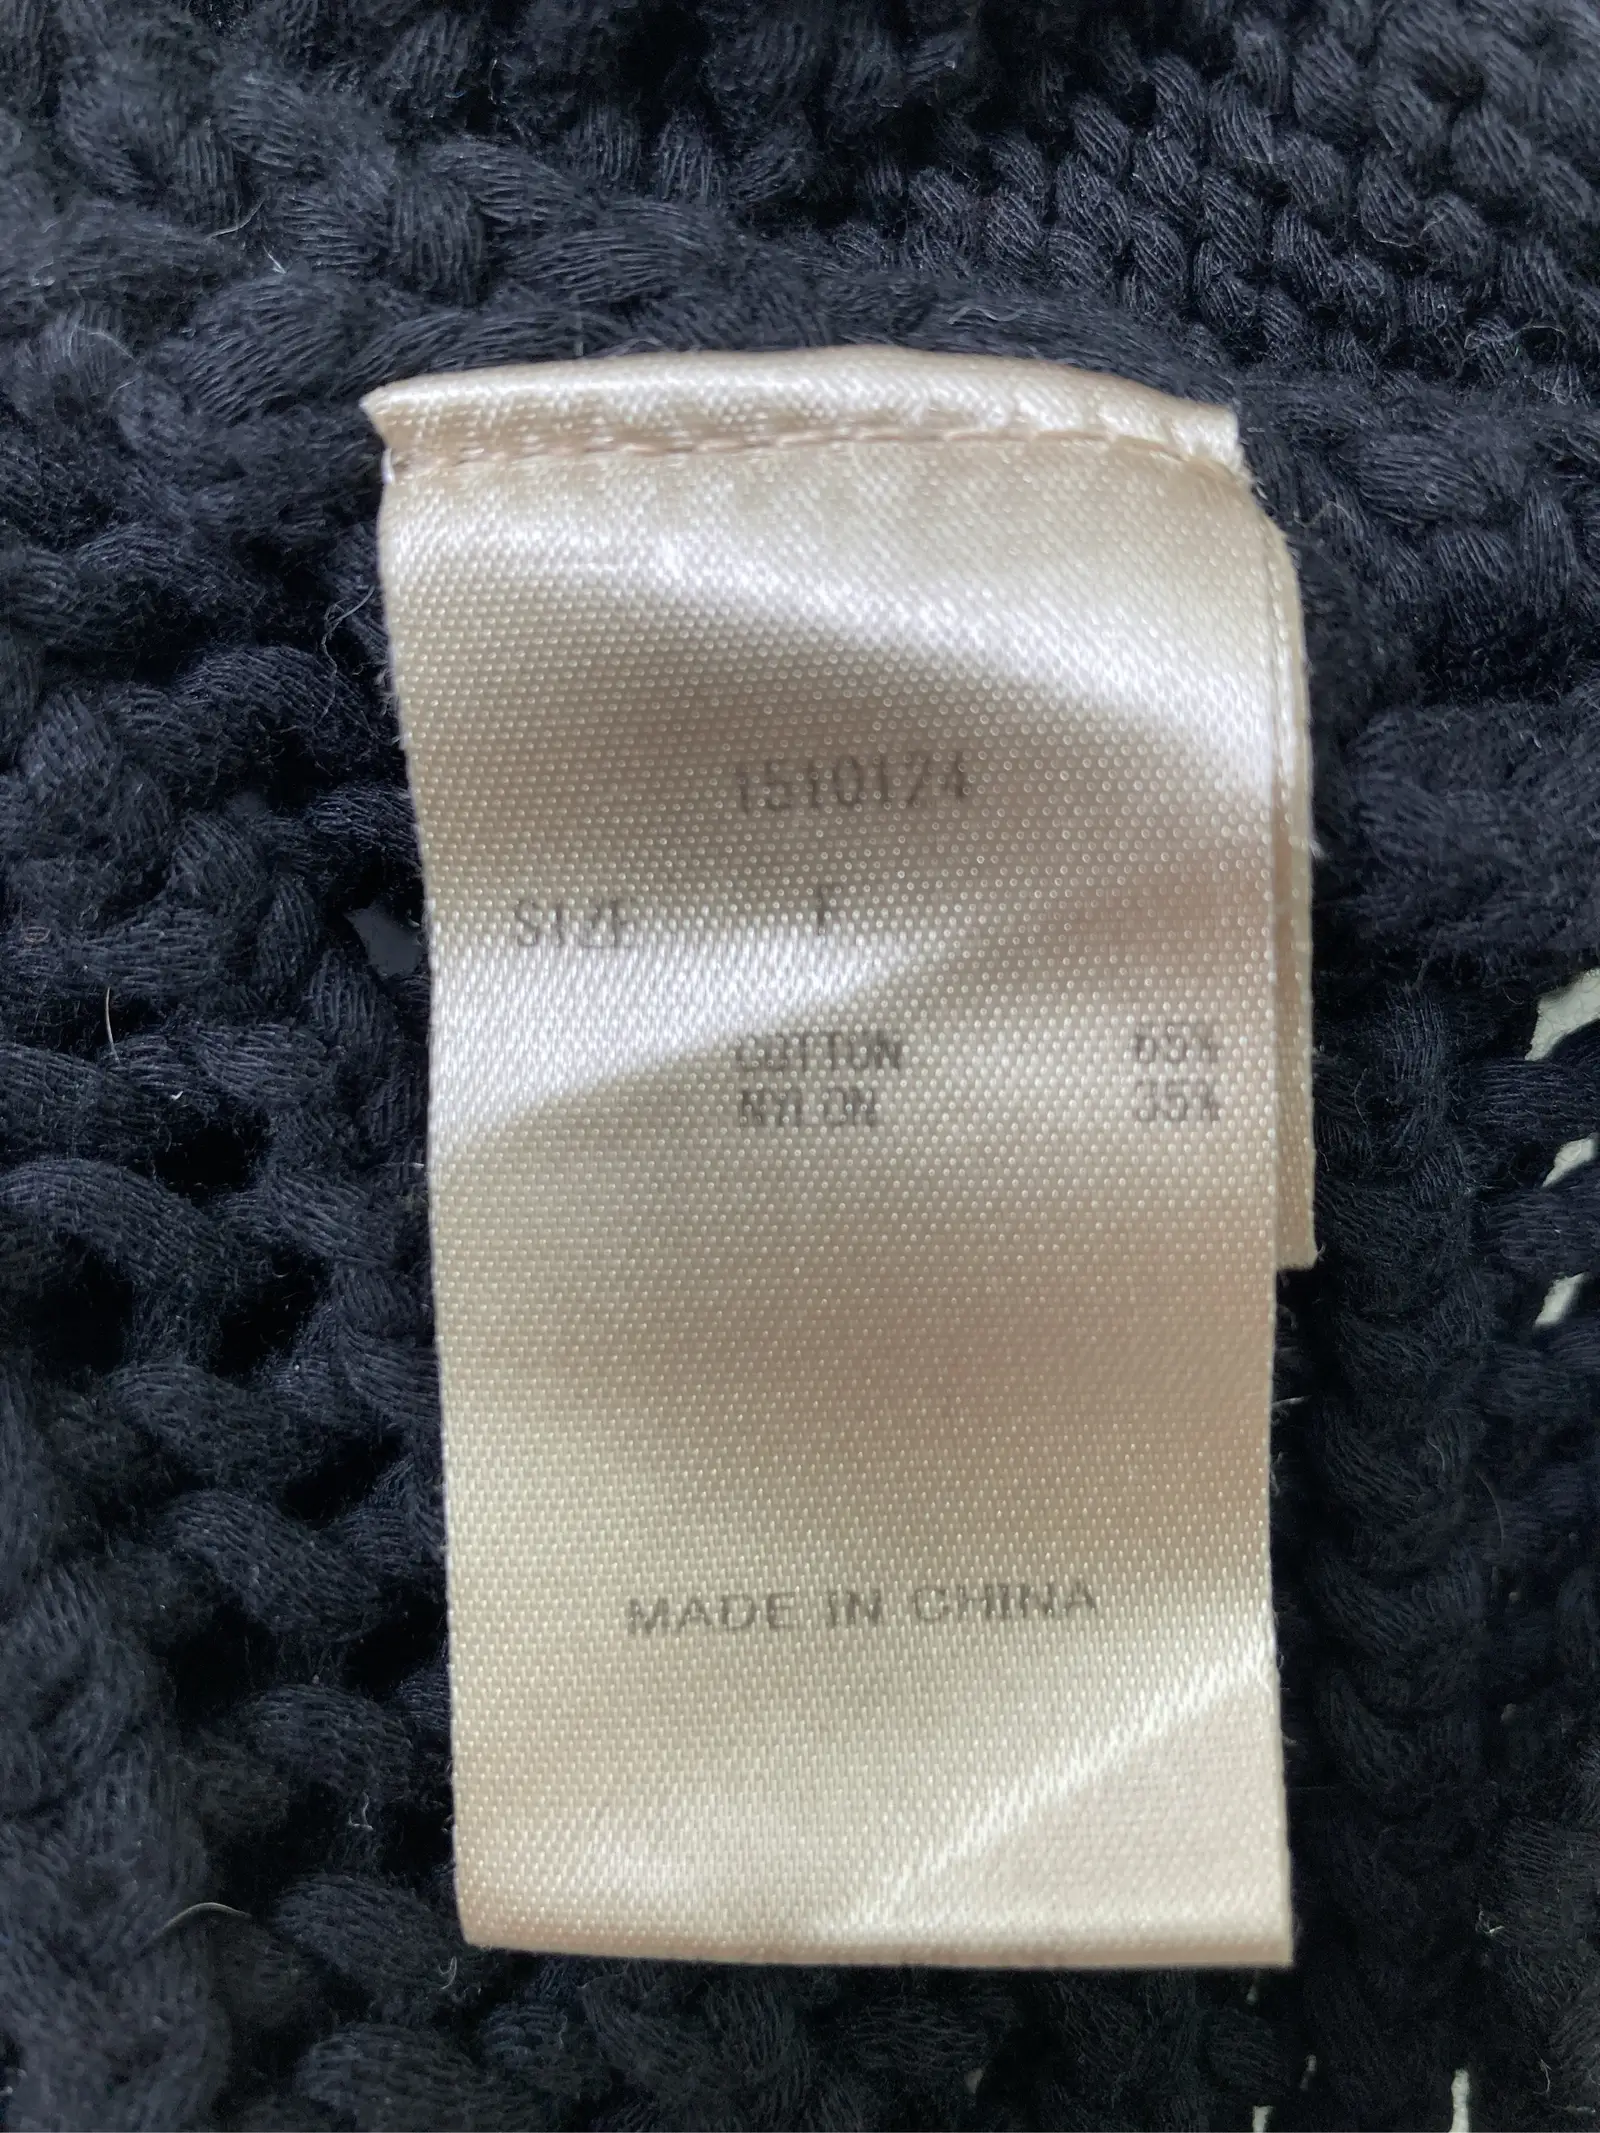 1510174
SIZE F
COTTON 65%
NYLON 35%
MADE IN CHINA